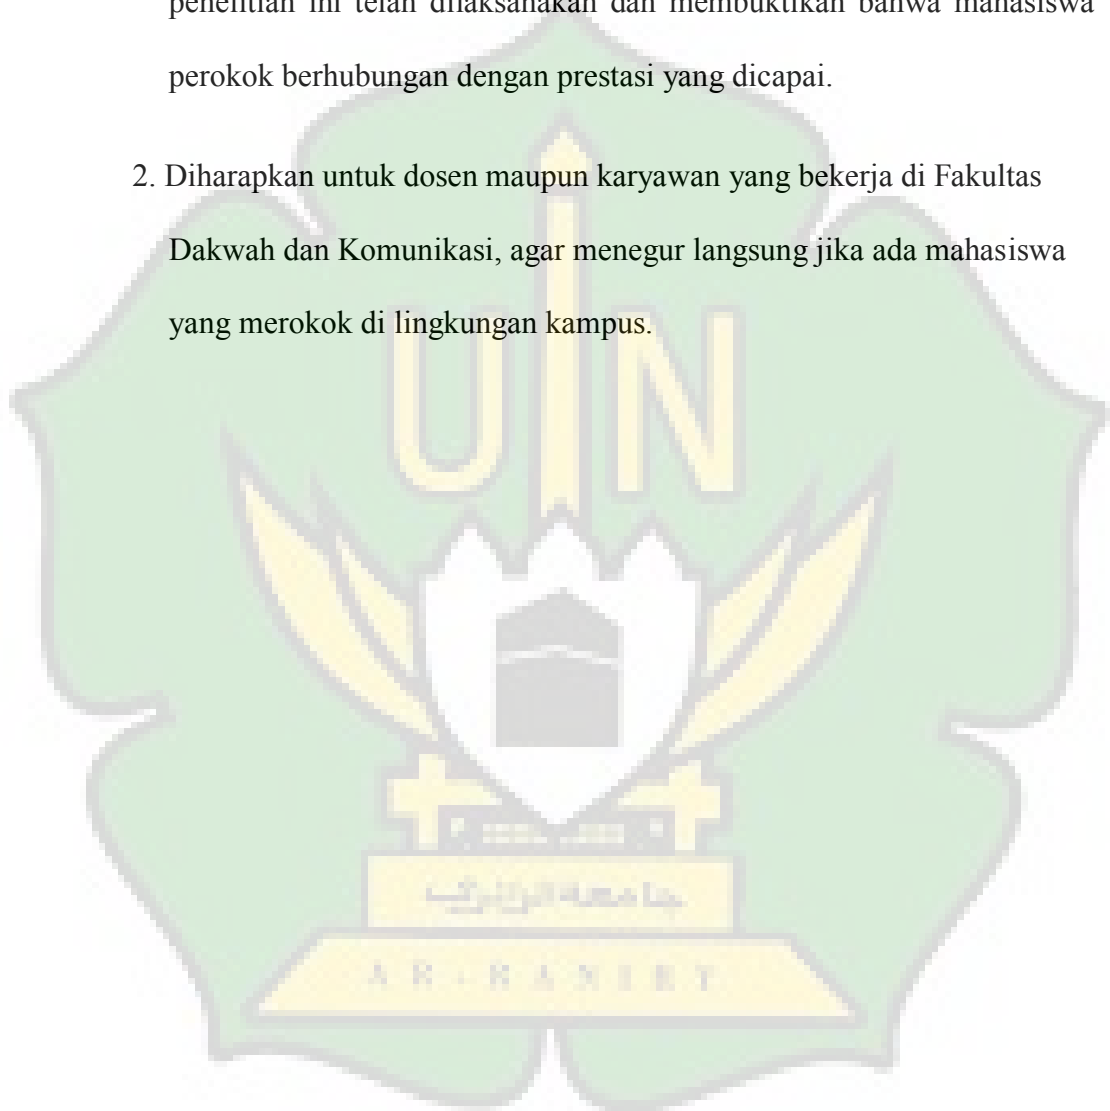 penelitian ini telah dilaksanakan dan membuktikan bahwa mahasiswa
perokok berhubungan dengan prestasi yang dicapai.
2. Diharapkan untuk dosen maupun karyawan yang bekerja di Fakultas
Dakwah dan Komunikasi, agar menegur langsung jika ada mahasiswa
yang merokok di lingkungan kampus.
UIN
جامعة الرانيري
AR-RANIRY